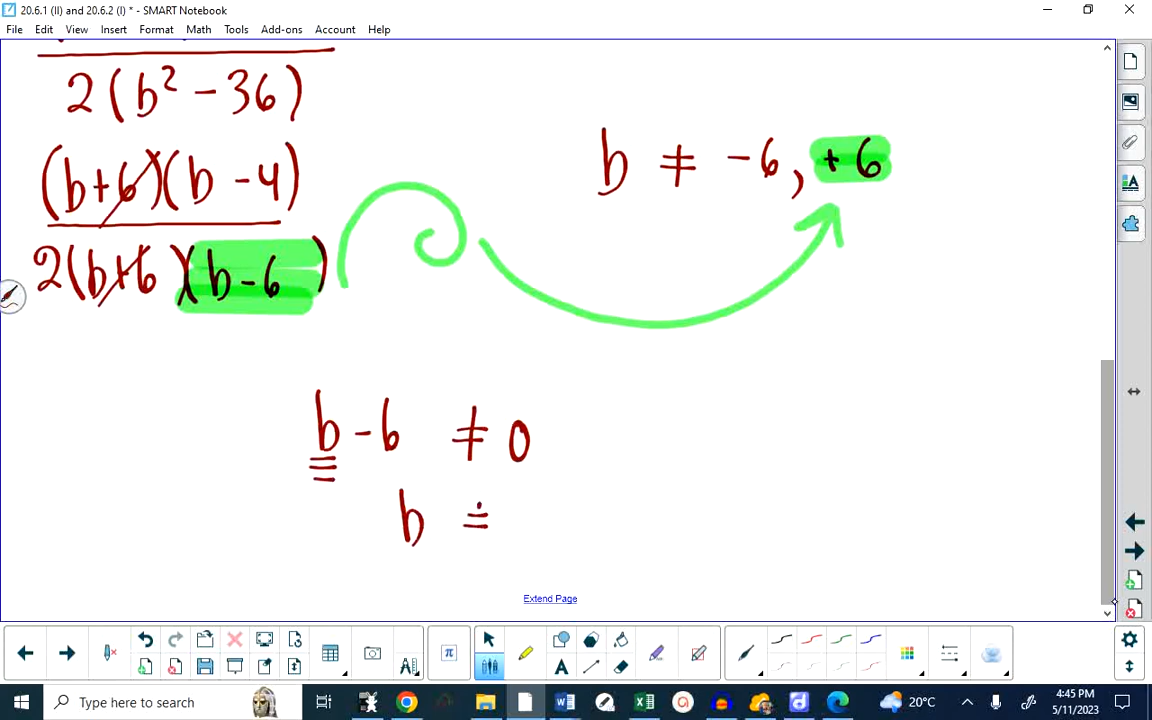 20.6.1 (II) and 20.6.2 (I) * - SMART Notebook
File Edit View Insert Format Math Tools Add-ons Account Help
2(b² - 36)
(b+6)(b - 4)
2(b+6)(b-6)
b ≠ -6, +6
b - 6 ≠ 0
b =
Extend Page
π
A
Type here to search
20°C
4:45 PM
5/11/2023